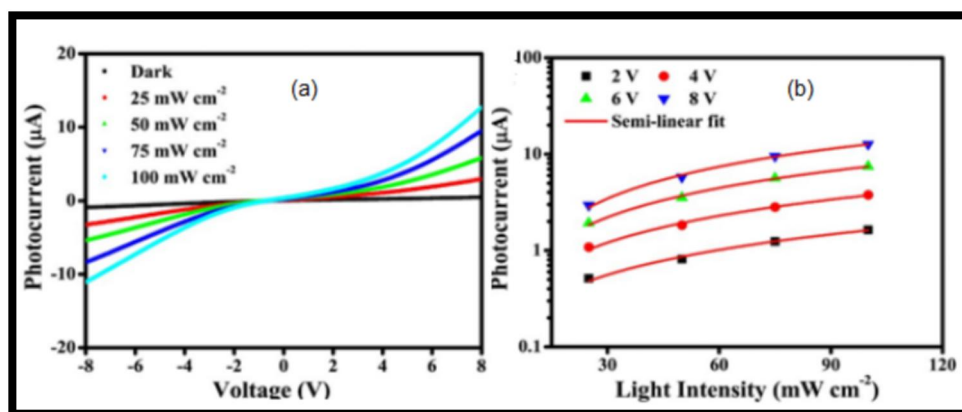 (a)
Dark
25 mW cm⁻²
50 mW cm⁻²
75 mW cm⁻²
100 mW cm⁻²
Photocurrent (μA)
20
10
0
-10
-20
-8 -6 -4 -2 0 2 4 6 8
Voltage (V)
(b)
2 V 4 V
6 V 8 V
Semi-linear fit
Photocurrent (μA)
100
10
1
0.1
30 60 90 120
Light Intensity (mW cm⁻²)